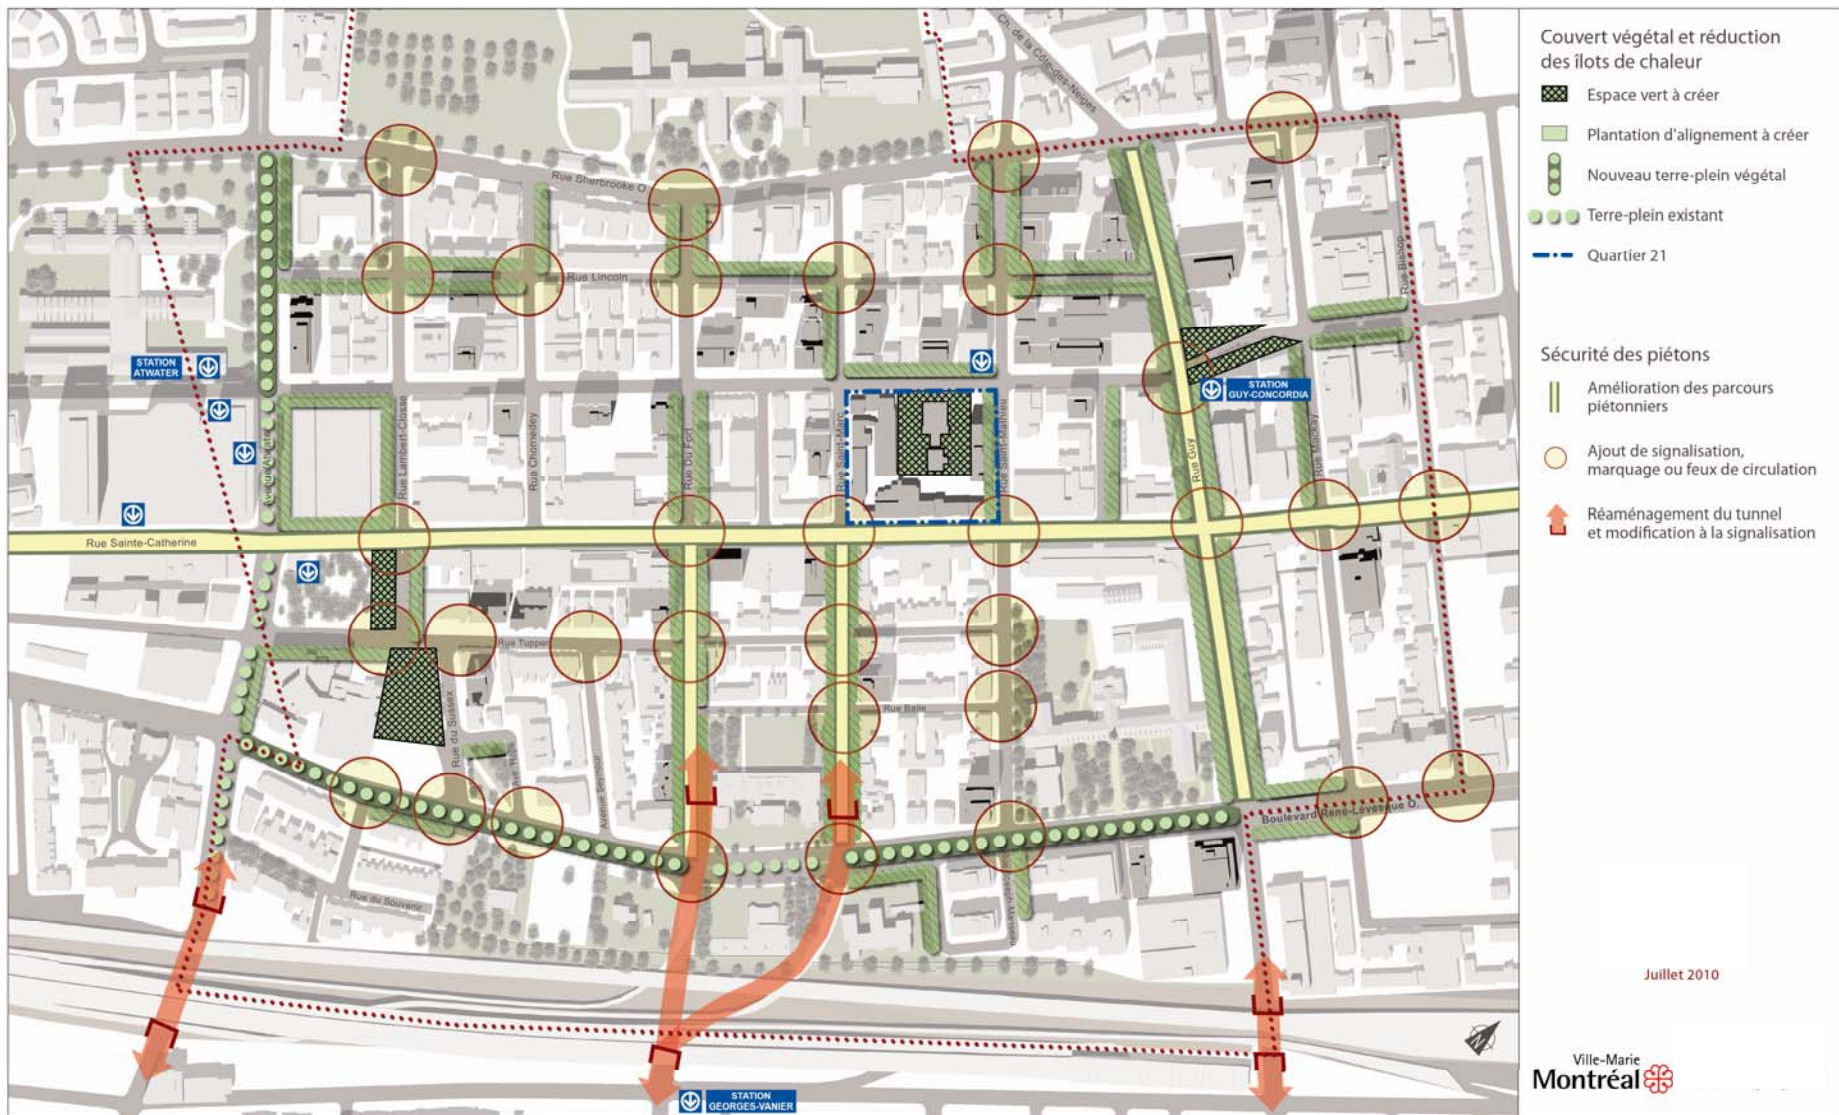 Ch. de la Côte-des-Neiges
Rue Sherbrooke O.
Rue Bishop
Rue Lincoln
STATION
ATWATER
STATION
GUY-CONCORDIA
Rue Lambert-Closse
Rue Chomedey
Rue Du Fort
Rue Saint-Marc
Rue Saint-Mathieu
Rue Guy
Rue Mackay
Rue Sainte-Catherine
Rue Tupper
Rue du Sussex
Avenue Seymour
Rue Baile
Boulevard René-Lévesque O.
Rue du Souvenir
STATION
GEORGES-VANIER
N
Couvert végétal et réduction
des îlots de chaleur
Espace vert à créer
Plantation d'alignement à créer
Nouveau terre-plein végétal
Terre-plein existant
Quartier 21
Sécurité des piétons
Amélioration des parcours
piétonniers
Ajout de signalisation,
marquage ou feux de circulation
Réaménagement du tunnel
et modification à la signalisation
Juillet 2010
Ville-Marie
Montréal